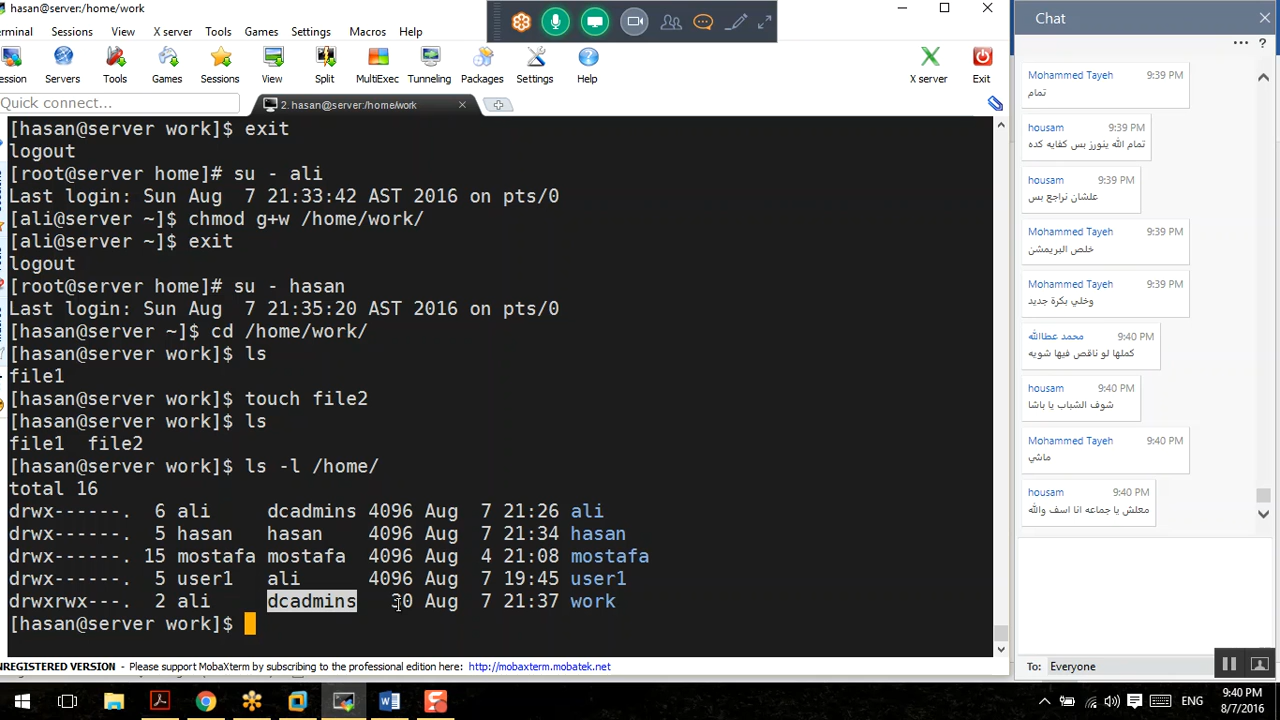 hasan@server:/home/work
erminal Sessions View X server Tools Games Settings Macros Help
ession Servers Tools Games Sessions View Split MultiExec Tunneling Packages Settings Help X server Exit
Quick connect...
2. hasan@server:/home/work
[hasan@server work]$ exit
logout
[root@server home]# su - ali
Last login: Sun Aug  7 21:33:42 AST 2016 on pts/0
[ali@server ~]$ chmod g+w /home/work/
[ali@server ~]$ exit
logout
[root@server home]# su - hasan
Last login: Sun Aug  7 21:35:20 AST 2016 on pts/0
[hasan@server ~]$ cd /home/work/
[hasan@server work]$ ls
file1
[hasan@server work]$ touch file2
[hasan@server work]$ ls
file1  file2
[hasan@server work]$ ls -l /home/
total 16
drwx------.  6 ali     dcadmins 4096 Aug  7 21:26 ali
drwx------.  5 hasan   hasan    4096 Aug  7 21:34 hasan
drwx------. 15 mostafa mostafa  4096 Aug  4 21:08 mostafa
drwx------.  5 user1   ali      4096 Aug  7 19:45 user1
drwxrwx---.  2 ali     dcadmins   30 Aug  7 21:37 work
[hasan@server work]$
NREGISTERED VERSION - Please support MobaXterm by subscribing to the professional edition here: http://mobaxterm.mobatek.net
Chat
Mohammed Tayeh 9:39 PM
تمام
housam 9:39 PM
تمام الله ينورز بس كفايه كده
housam 9:39 PM
علشان نراجع بس
Mohammed Tayeh 9:39 PM
خلص البريمشن
Mohammed Tayeh 9:39 PM
وخلي بكرة جديد
محمد عطاالله 9:40 PM
كملها لو ناقص فيها شويه
housam 9:40 PM
شوف الشباب يا باشا
Mohammed Tayeh 9:40 PM
ماشي
housam 9:40 PM
معلش يا جماعه انا اسف والله
To: Everyone
ENG
9:40 PM
8/7/2016